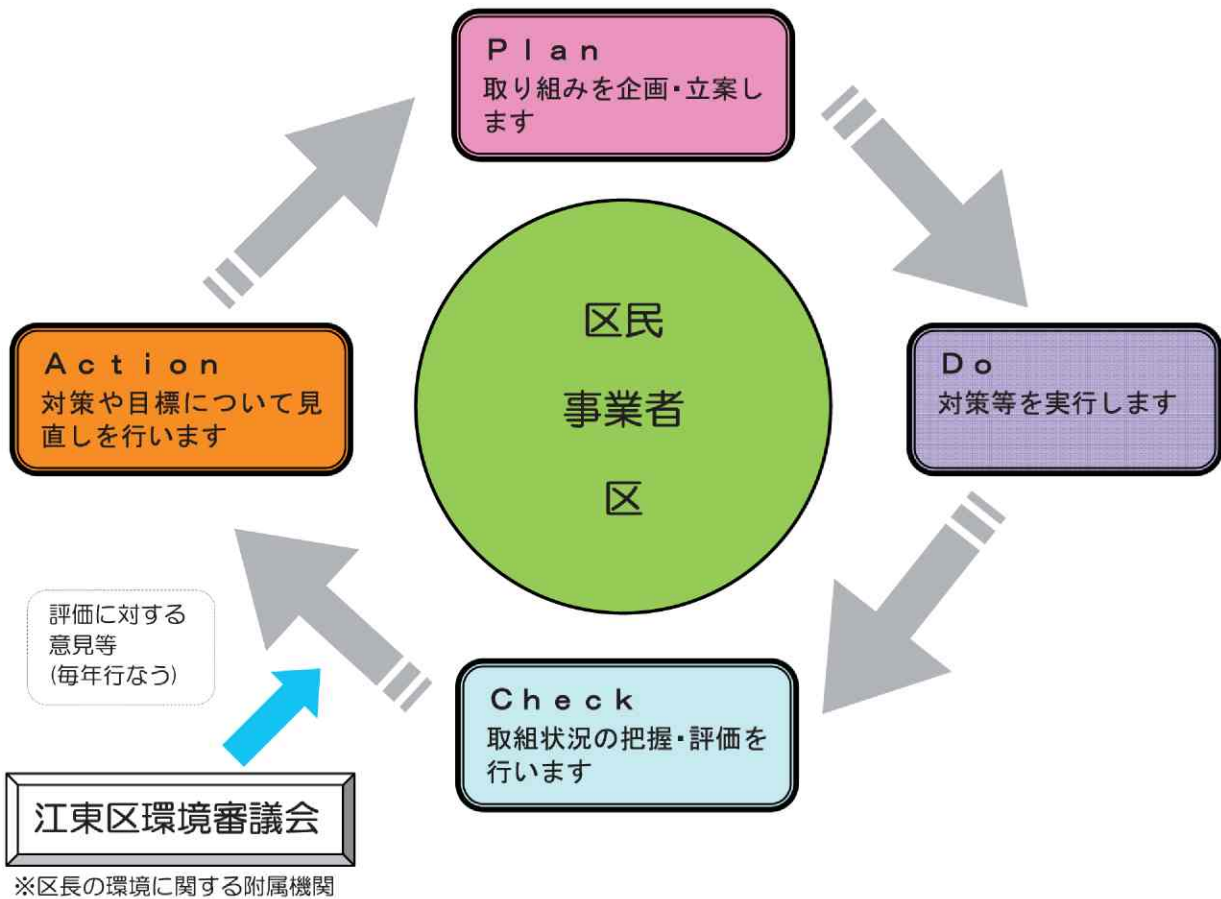 Plan
取り組みを企画・立案し
ます
Action
対策や目標について見
直しを行います
区民
事業者
区
Do
対策等を実行します
評価に対する
意見等
(毎年行なう)
Check
取組状況の把握・評価を
行います
江東区環境審議会
※区長の環境に関する附属機関